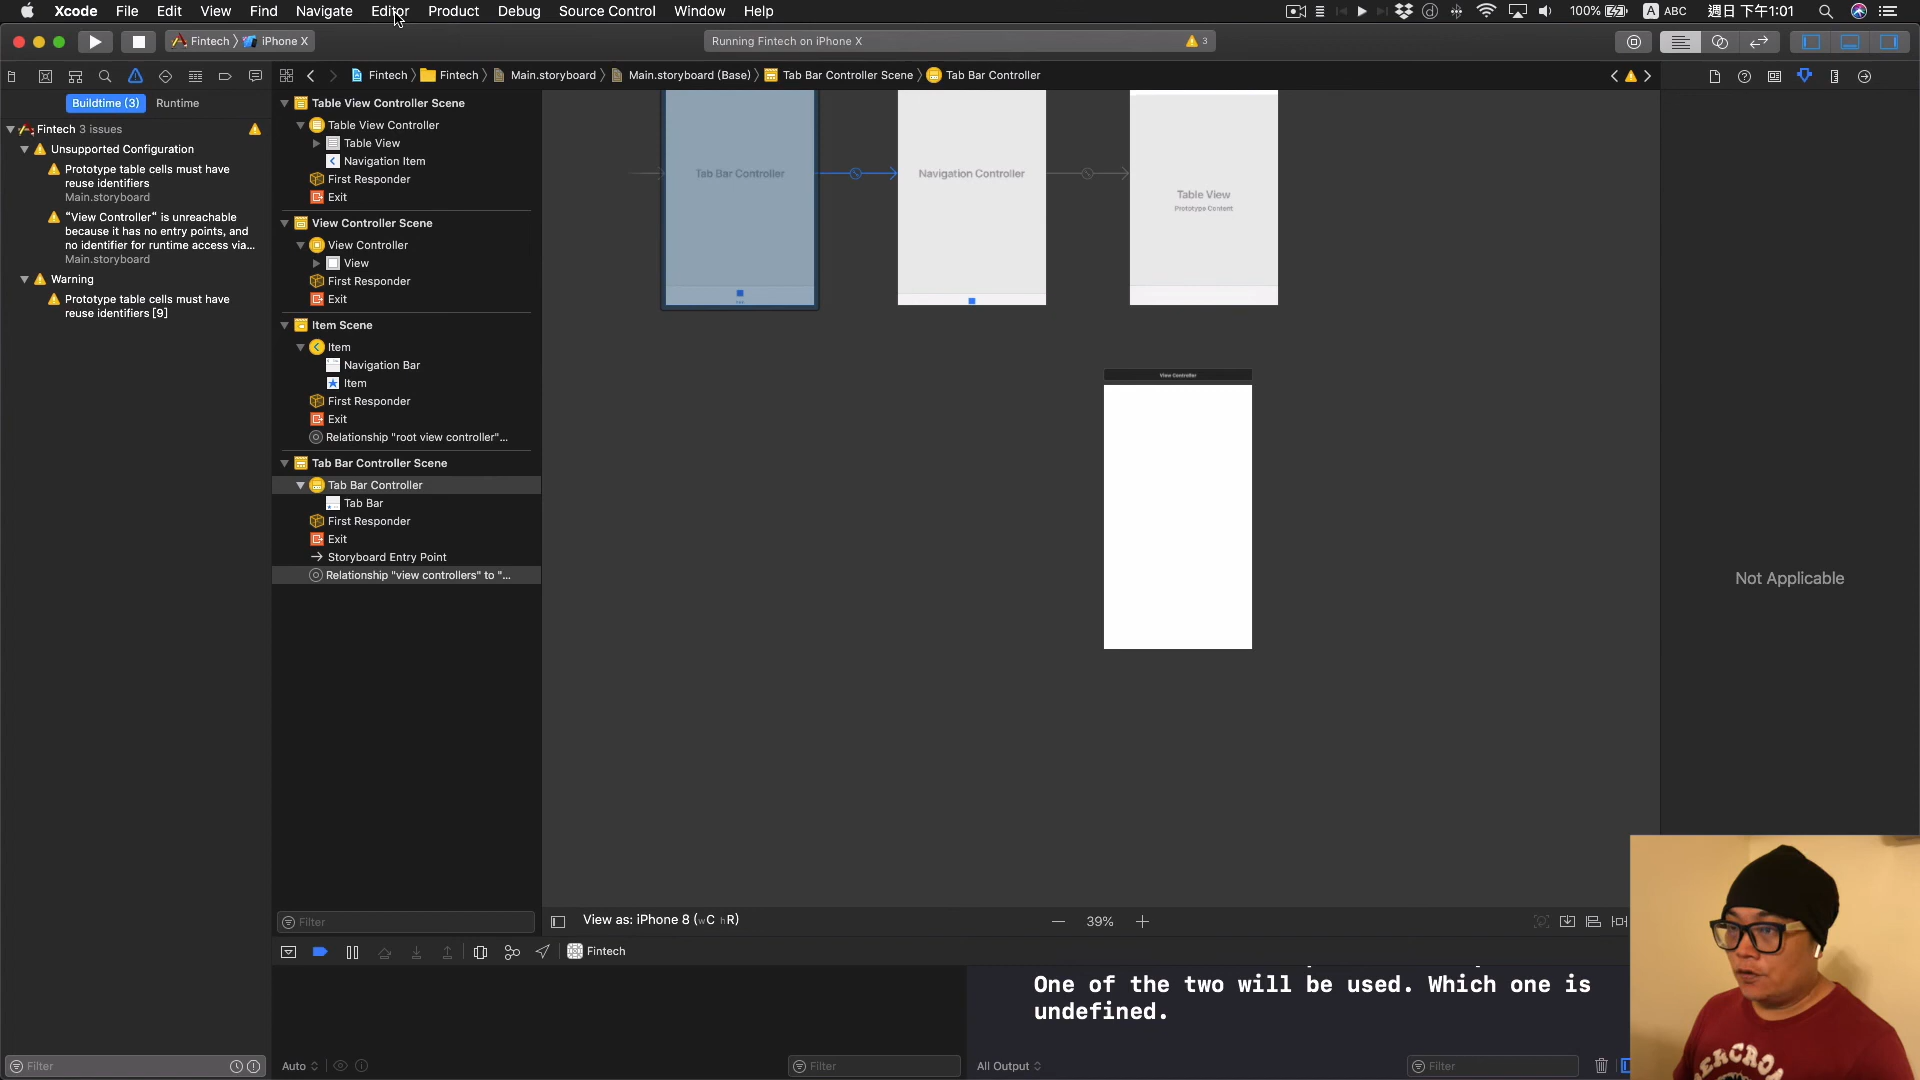 Xcode File Edit View Find Navigate Editor Product Debug Source Control Window Help 100% A ABC 週日 下午1:01
Fintech iPhone X Running Fintech on iPhone X 3
Fintech Fintech Main.storyboard Main.storyboard (Base) Tab Bar Controller Scene Tab Bar Controller
Buildtime (3) Runtime
Fintech 3 issues
Unsupported Configuration
Prototype table cells must have
reuse identifiers
Main.storyboard
"View Controller" is unreachable
because it has no entry points, and
no identifier for runtime access via...
Main.storyboard
Warning
Prototype table cells must have
reuse identifiers [9]
Filter
Table View Controller Scene
Table View Controller
Table View
Navigation Item
First Responder
Exit
View Controller Scene
View Controller
View
First Responder
Exit
Item Scene
Item
Navigation Bar
Item
First Responder
Exit
Relationship "root view controller"...
Tab Bar Controller Scene
Tab Bar Controller
Tab Bar
First Responder
Exit
Storyboard Entry Point
Relationship "view controllers" to "...
Filter
Tab Bar Controller
Navigation Controller
Table View
Prototype Content
View Controller
Not Applicable
View as: iPhone 8 (wC hR)
39%
Fintech
One of the two will be used. Which one is
undefined.
Auto
Filter
All Output
Filter
AERCROM